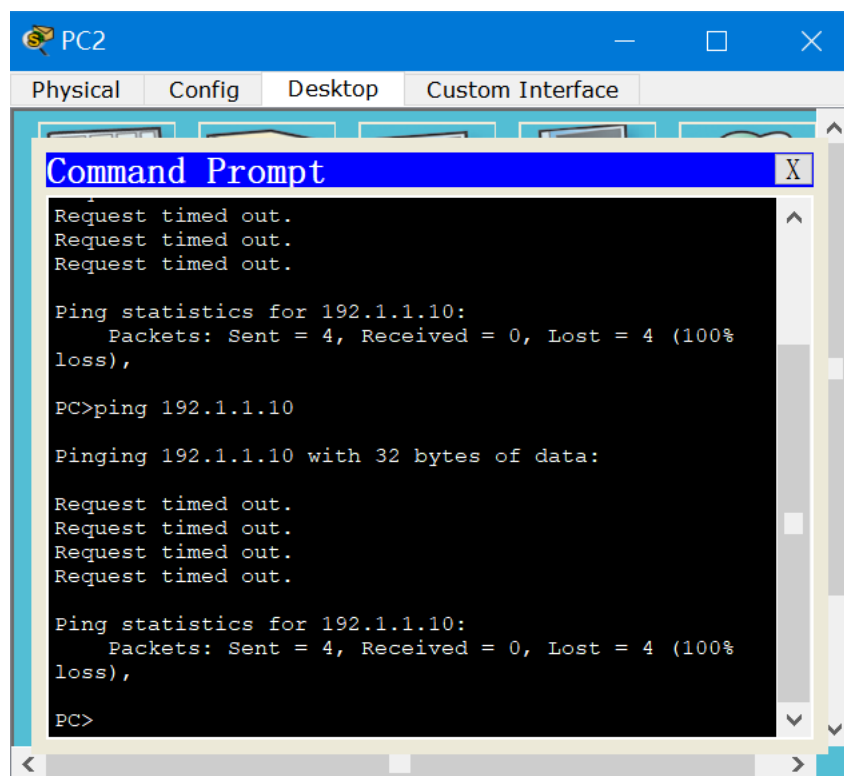 PC2
Physical Config Desktop Custom Interface
Command Prompt X
Request timed out.
Request timed out.
Request timed out.
Ping statistics for 192.1.1.10:
Packets: Sent = 4, Received = 0, Lost = 4 (100%
loss),
PC>ping 192.1.1.10
Pinging 192.1.1.10 with 32 bytes of data:
Request timed out.
Request timed out.
Request timed out.
Request timed out.
Ping statistics for 192.1.1.10:
Packets: Sent = 4, Received = 0, Lost = 4 (100%
loss),
PC>